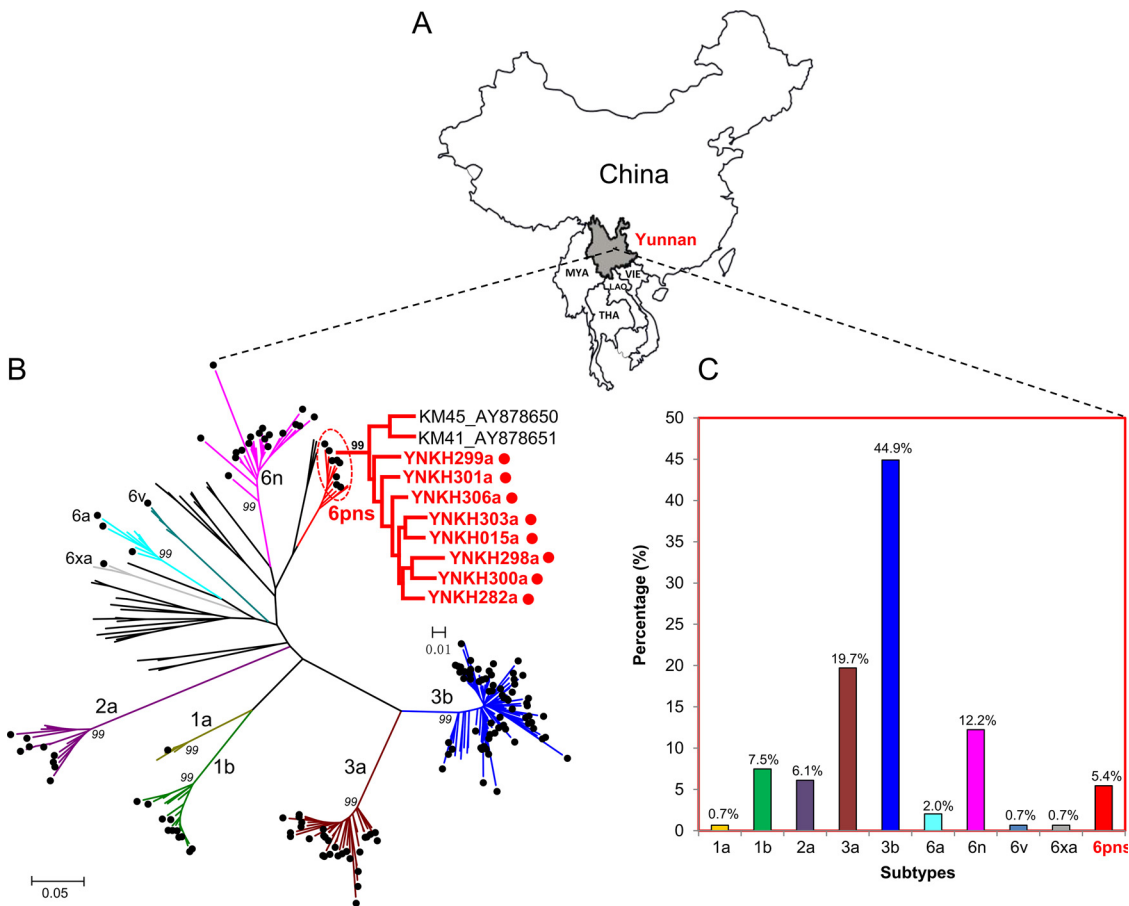 A
China
Yunnan
MYA
VIE
LAO
THA
B
6n
99
6v
6a
99
6xa
6pns
99
KM45_AY878650
KM41_AY878651
YNKH299a
YNKH301a
YNKH306a
YNKH303a
YNKH015a
YNKH298a
YNKH300a
YNKH282a
0.01
2a
99
1a
99
1b
99
3a
99
3b
99
0.05
C
Percentage (%)
50
45
40
35
30
25
20
15
10
5
0
0.7%
7.5%
6.1%
19.7%
44.9%
2.0%
12.2%
0.7%
0.7%
5.4%
1a 1b 2a 3a 3b 6a 6n 6v 6xa 6pns
Subtypes